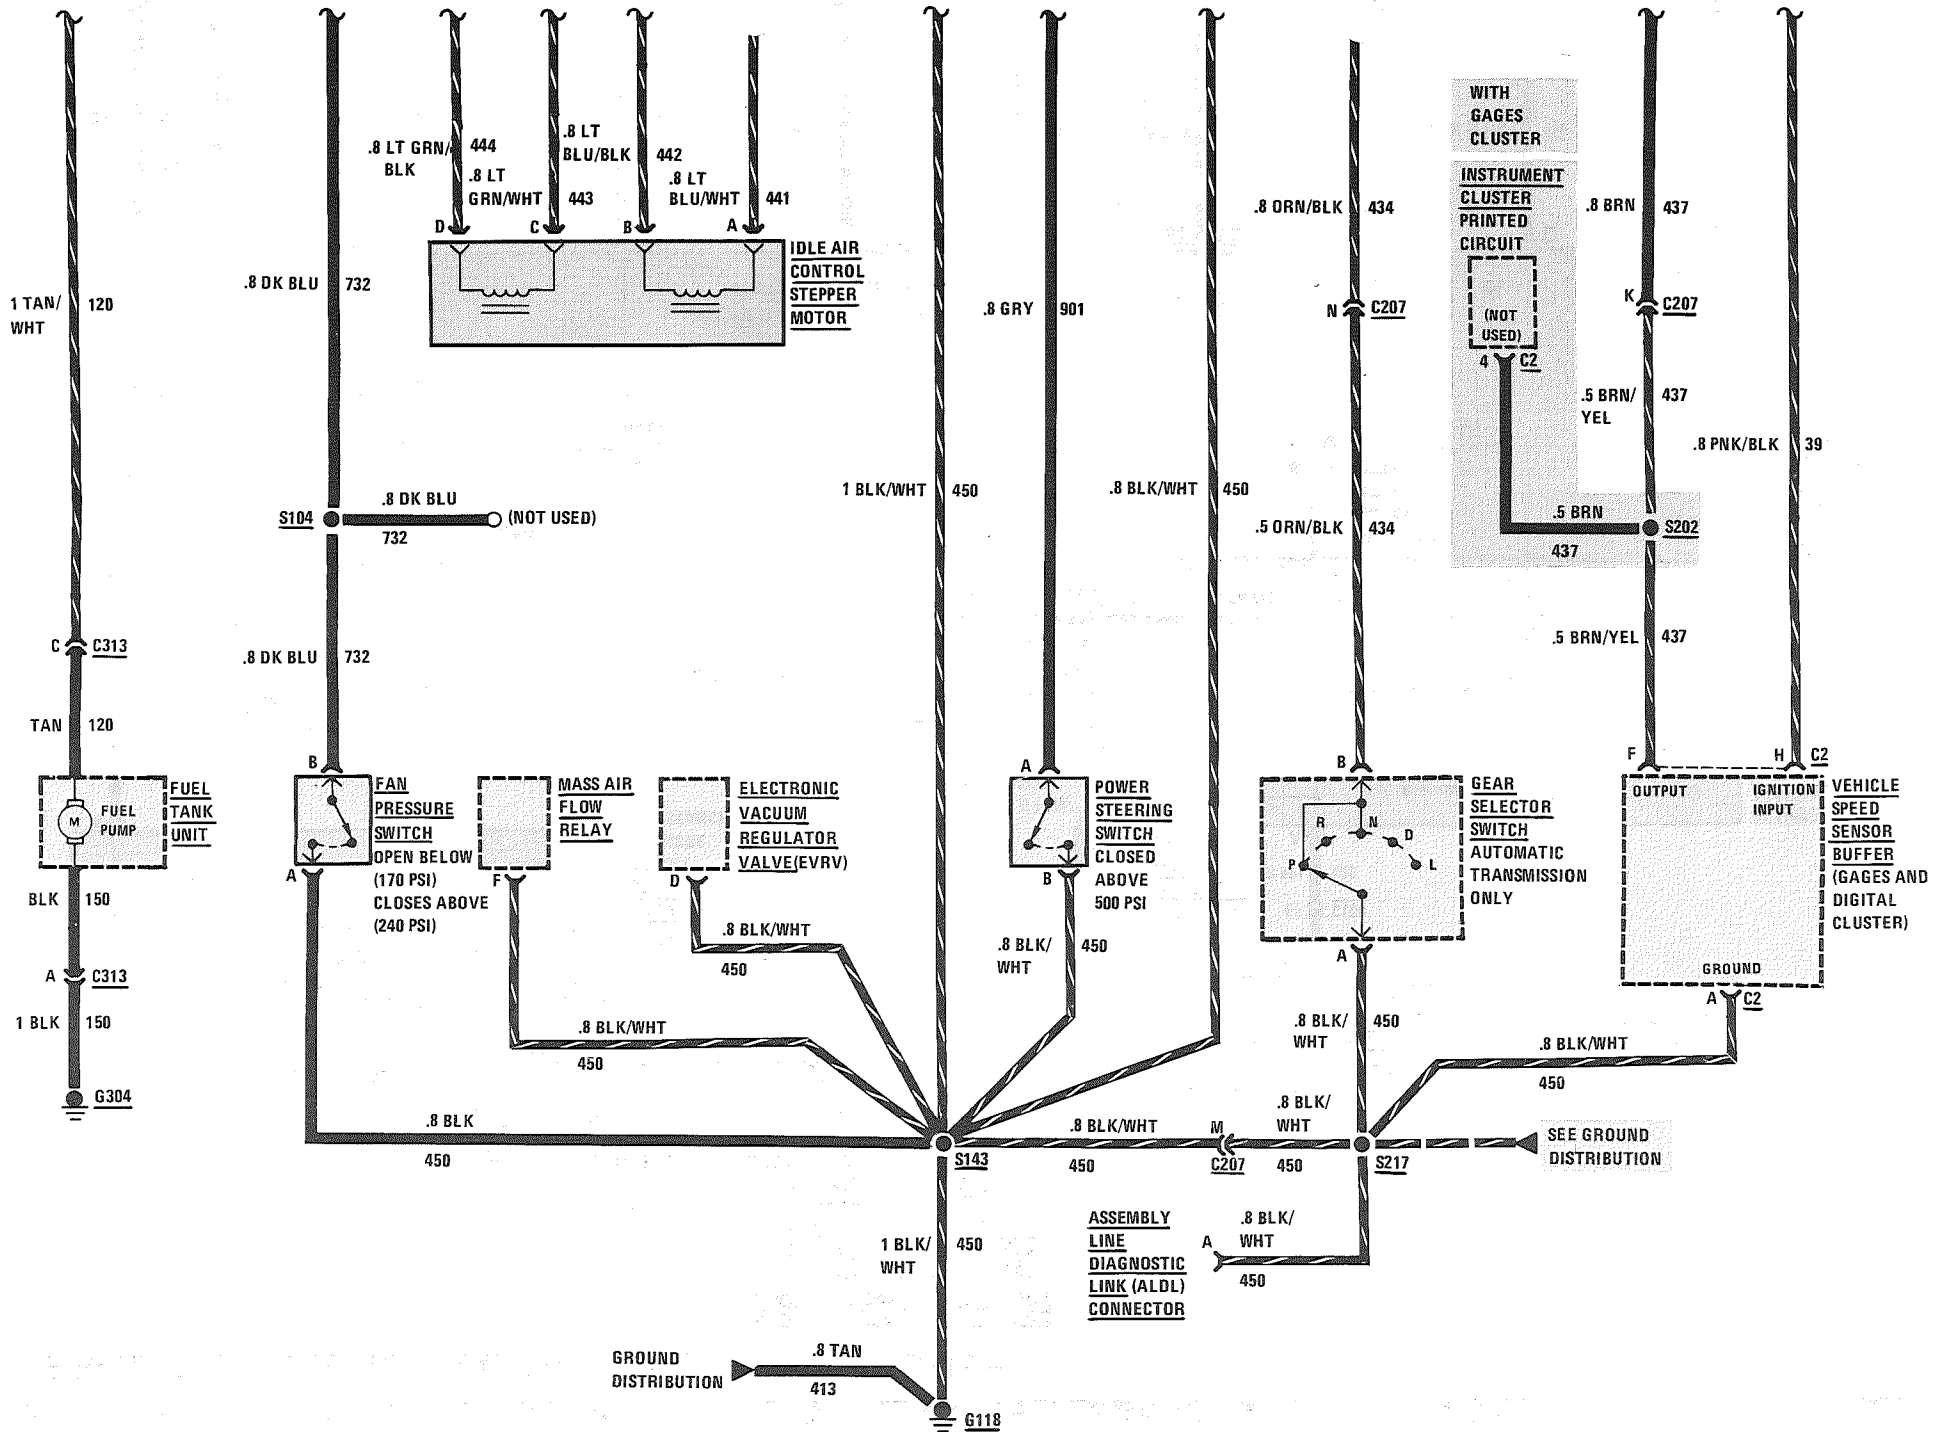 WITH
GAGES
CLUSTER
.8 LT GRN/
BLK
444
.8 LT
BLU/BLK
442
.8 LT
GRN/WHT
443
.8 LT
BLU/WHT
441
D
C
B
A
IDLE AIR
CONTROL
STEPPER
MOTOR
INSTRUMENT
CLUSTER
PRINTED
CIRCUIT
(NOT
USED)
4
C2
.8 ORN/BLK
434
.8 BRN
437
1 TAN/
WHT
120
.8 DK BLU
732
.8 GRY
901
N
C207
K
C207
.5 BRN/
YEL
437
.8 PNK/BLK
39
1 BLK/WHT
450
.8 BLK/WHT
450
S104
.8 DK BLU
732
(NOT USED)
.5 ORN/BLK
434
.5 BRN
437
S202
C
C313
.8 DK BLU
732
.5 BRN/YEL
437
TAN
120
FUEL
PUMP
M
FUEL
TANK
UNIT
BLK
150
A
C313
1 BLK
150
G304
B
FAN
PRESSURE
SWITCH
OPEN BELOW
(170 PSI)
CLOSES ABOVE
(240 PSI)
A
MASS AIR
FLOW
RELAY
F
ELECTRONIC
VACUUM
REGULATOR
VALVE(EVRV)
D
A
POWER
STEERING
SWITCH
CLOSED
ABOVE
500 PSI
B
B
R
N
D
P
L
GEAR
SELECTOR
SWITCH
AUTOMATIC
TRANSMISSION
ONLY
A
F
H
C2
OUTPUT
IGNITION
INPUT
GROUND
VEHICLE
SPEED
SENSOR
BUFFER
(GAGES AND
DIGITAL
CLUSTER)
A
C2
.8 BLK/WHT
450
.8 BLK/
WHT
450
.8 BLK/WHT
450
.8 BLK/
WHT
450
.8 BLK/WHT
450
.8 BLK
450
S143
.8 BLK/WHT
450
M
C207
.8 BLK/
WHT
450
S217
SEE GROUND
DISTRIBUTION
1 BLK/
WHT
450
ASSEMBLY
LINE
DIAGNOSTIC
LINK (ALDL)
CONNECTOR
A
.8 BLK/
WHT
450
GROUND
DISTRIBUTION
.8 TAN
413
G118